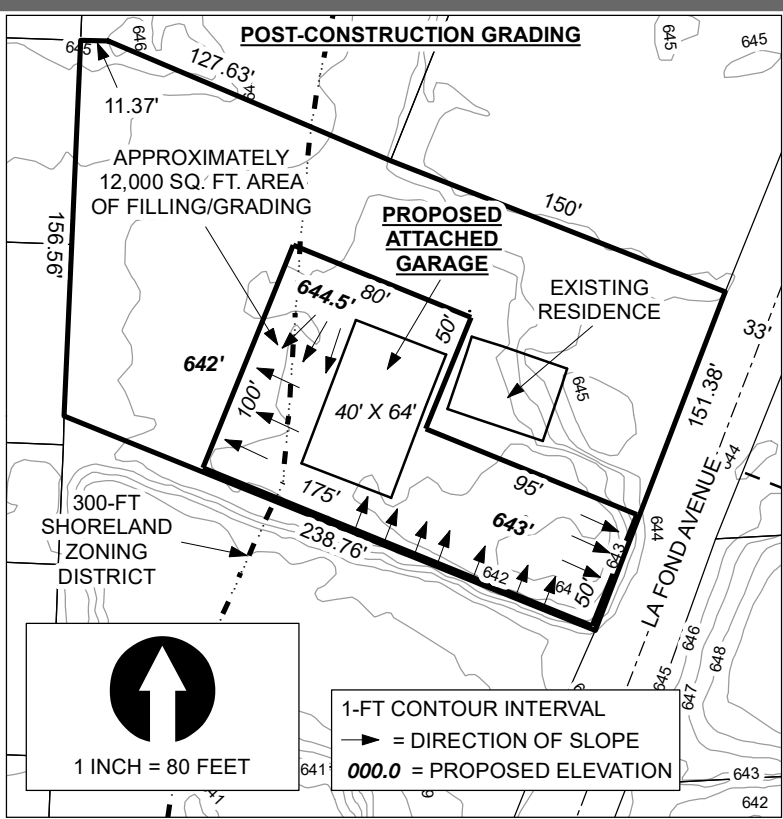 POST-CONSTRUCTION GRADING
645
646
645
645
127.63'
64
11.37'
APPROXIMATELY
12,000 SQ. FT. AREA
OF FILLING/GRADING
150'
PROPOSED
ATTACHED
GARAGE
156.56'
EXISTING
RESIDENCE
644.5'
80'
50'
33'
642'
100'
40' X 64'
645
151.38'
175'
95'
644
643'
644
643
238.76'
642
64
50'
LA FOND AVENUE
300-FT
SHORELAND
ZONING
DISTRICT
646
648
645
647
1 INCH = 80 FEET
1-FT CONTOUR INTERVAL
= DIRECTION OF SLOPE
000.0 = PROPOSED ELEVATION
641
41
643
642